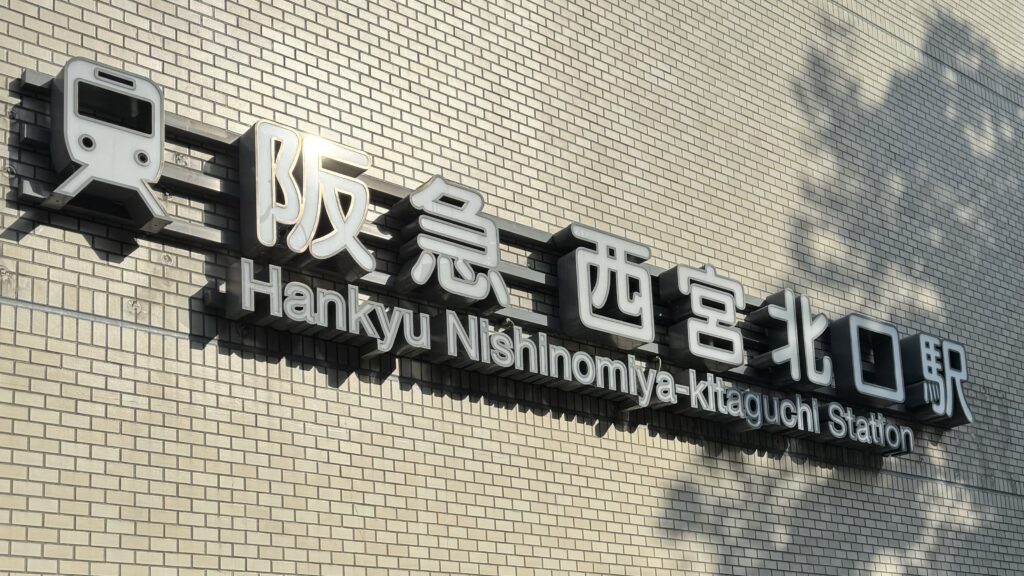 阪急西宮北口駅
Hankyu Nishinomiya-kitaguchi Station